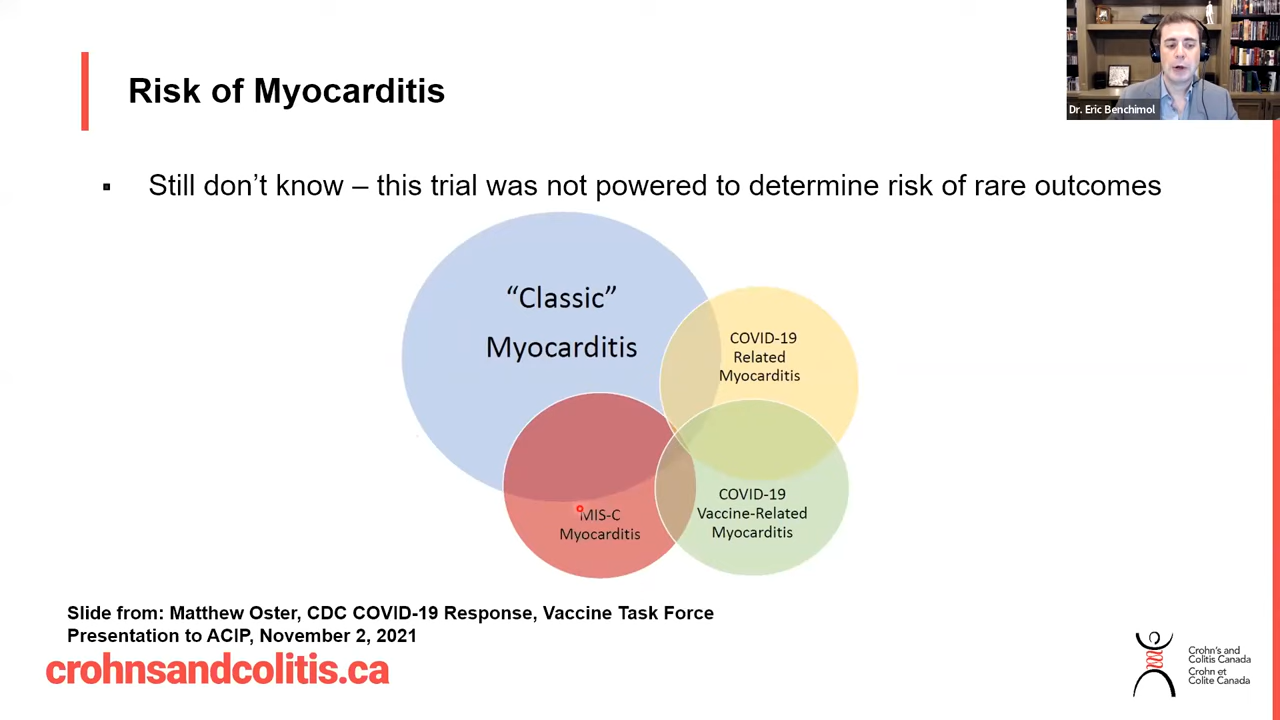 Dr. Eric Benchimol
Risk of Myocarditis
▪ Still don’t know – this trial was not powered to determine risk of rare outcomes
“Classic”
Myocarditis
COVID-19
Related
Myocarditis
MIS-C
Myocarditis
COVID-19
Vaccine-Related
Myocarditis
Slide from: Matthew Oster, CDC COVID-19 Response, Vaccine Task Force
Presentation to ACIP, November 2, 2021
crohnsandcolitis.ca
Crohn's and
Colitis Canada
Crohn et
Colite Canada